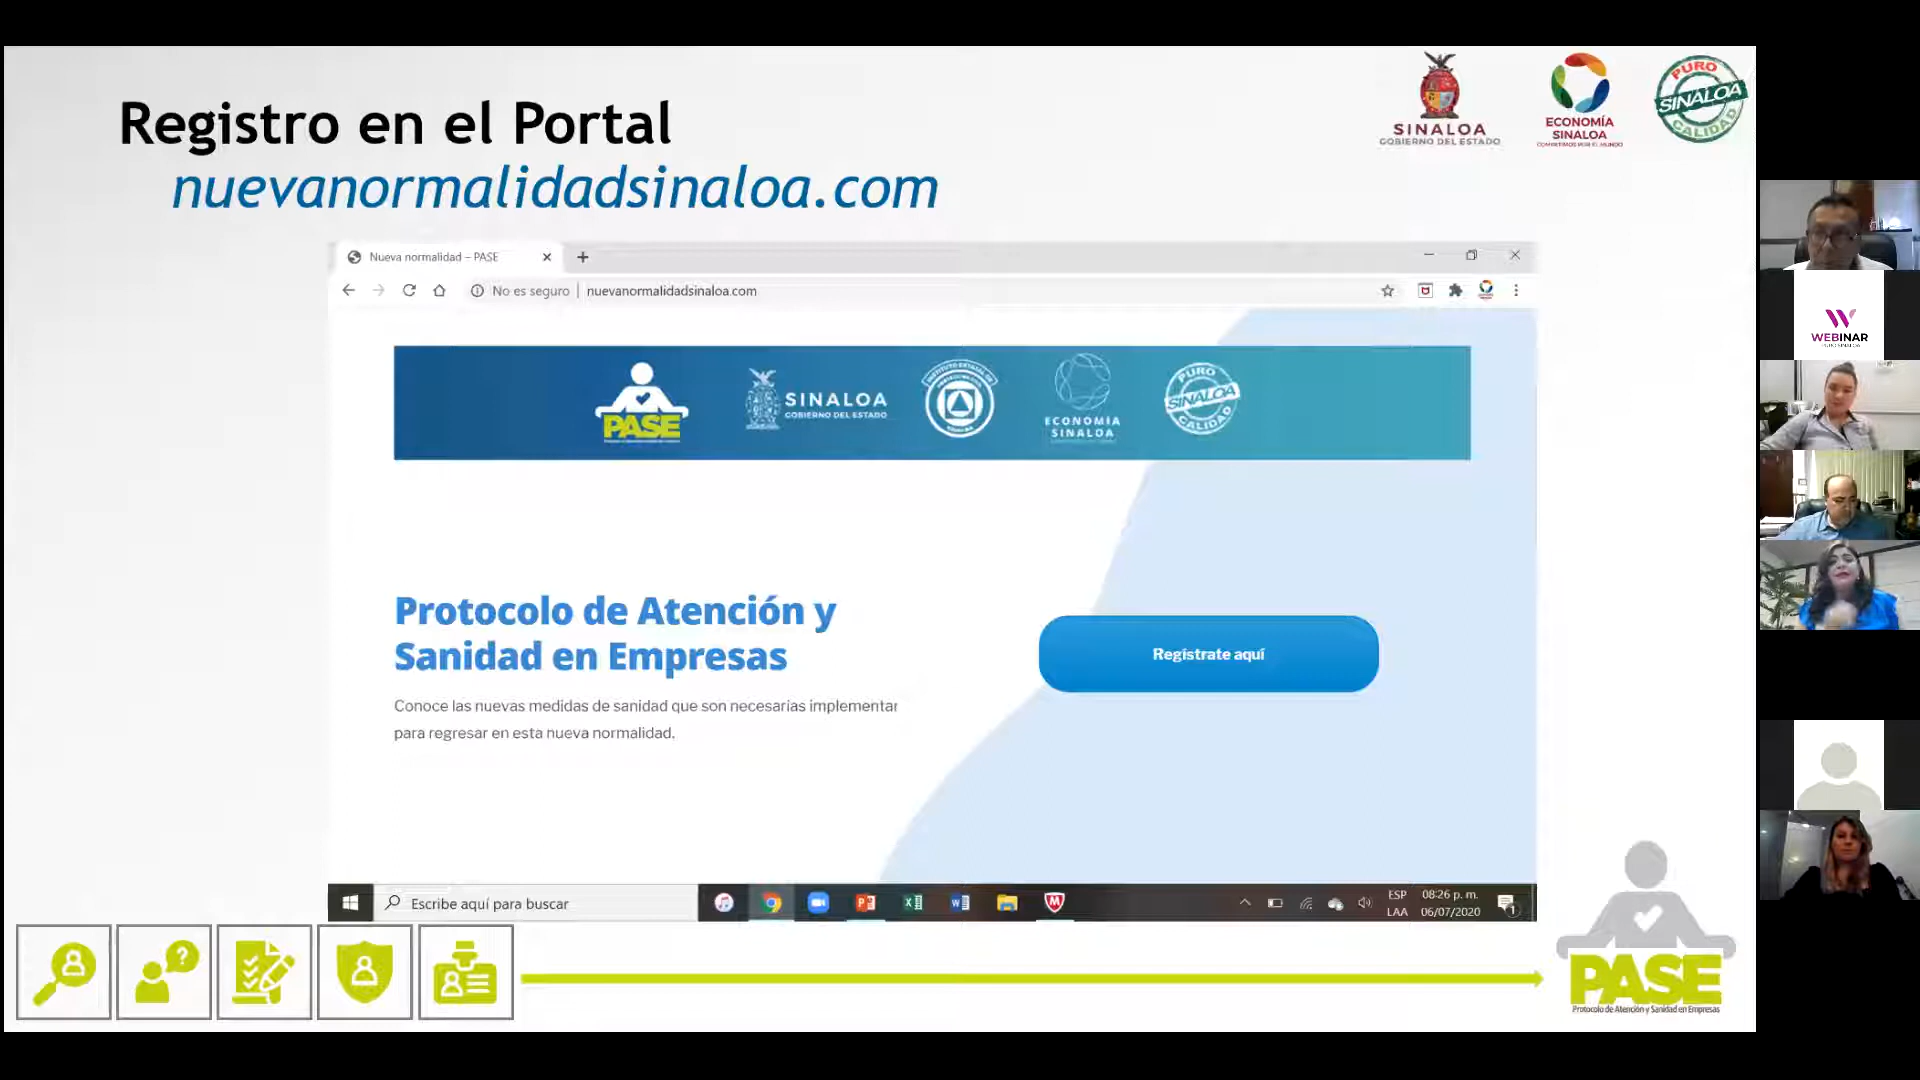 Registro en el Portal
nuevanormalidadsinaloa.com
SINALOA
GOBIERNO DEL ESTADO
ECONOMÍA
SINALOA
PURO
SINALOA
CALIDAD
Nueva normalidad – PASE
No es seguro | nuevanormalidadsinaloa.com
PASE
SINALOA
GOBIERNO DEL ESTADO
ECONOMÍA
SINALOA
PURO
SINALOA
CALIDAD
Protocolo de Atención y
Sanidad en Empresas
Regístrate aquí
Conoce las nuevas medidas de sanidad que son necesarias implementar
para regresar en esta nueva normalidad.
Escribe aquí para buscar
ESP
LAA
08:26 p. m.
06/07/2020
1
PASE
Protocolo de Atención y Sanidad en Empresas
WEBINAR